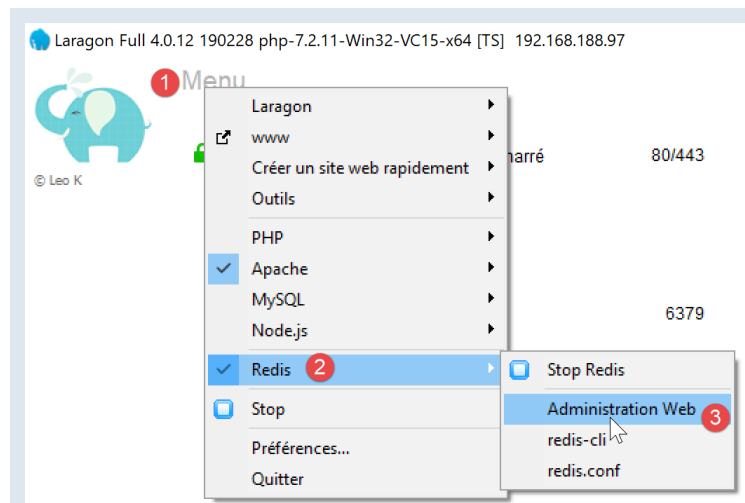 Laragon Full 4.0.12 190228 php-7.2.11-Win32-VC15-x64 [TS] 192.168.188.97
1 Menu
Laragon
www
narré 80/443
Créer un site web rapidement
© Leo K
Outils
PHP
Apache
MySQL
6379
Node.js
Redis 2
Stop Redis
Stop
Administration Web 3
redis-cli
Préférences...
redis.conf
Quitter